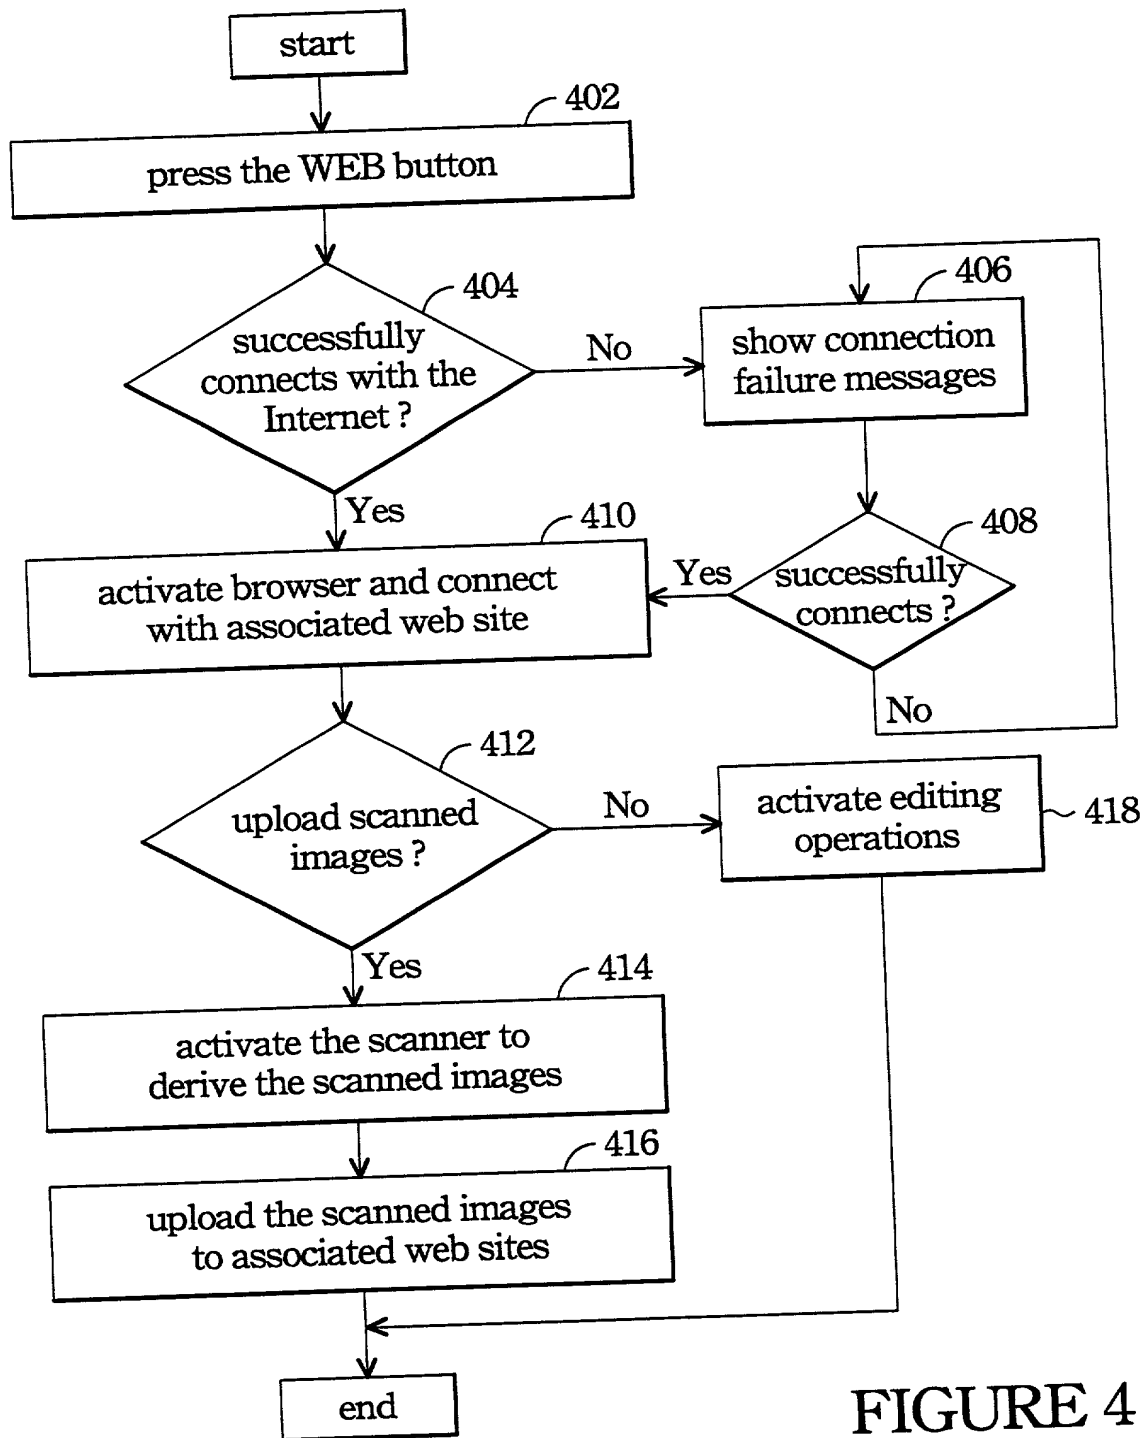 start
402
press the WEB button
404
successfully
connects with the
Internet ?
No
406
show connection
failure messages
Yes
408
successfully
connects ?
Yes
No
410
activate browser and connect
with associated web site
412
upload scanned
images ?
No
activate editing
operations
418
Yes
414
activate the scanner to
derive the scanned images
416
upload the scanned images
to associated web sites
end
FIGURE 4